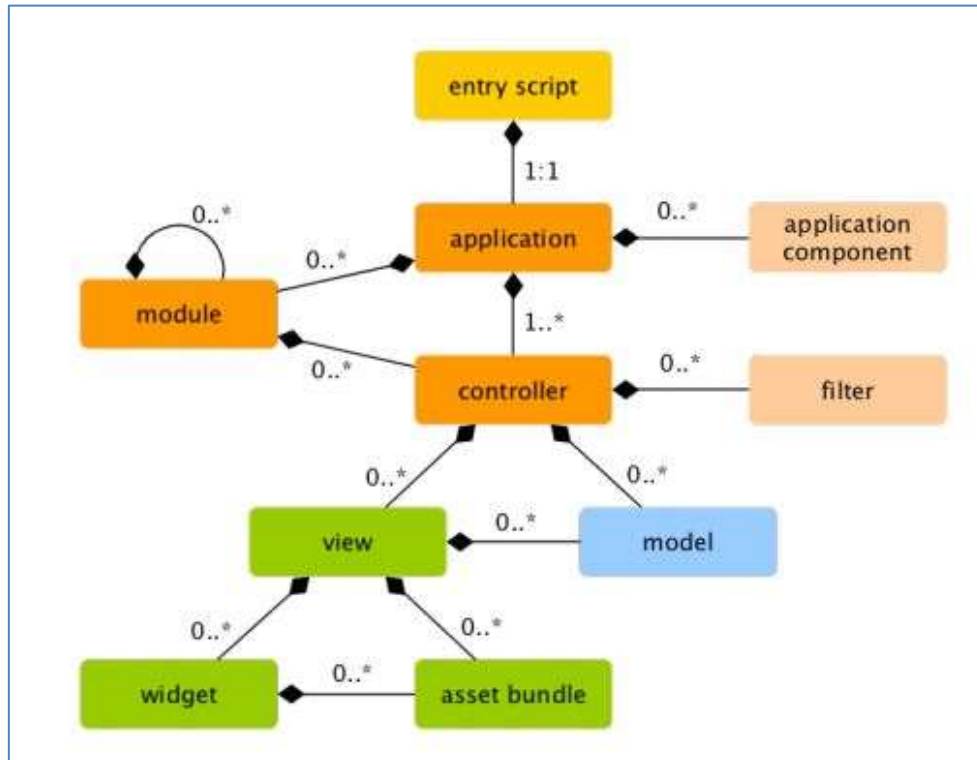 entry script
1:1
0..*
application
0..*
application
component
0..*
module
1..*
0..*
controller
0..*
filter
0..*
0..*
view
0..*
model
0..*
0..*
widget
0..*
asset bundle